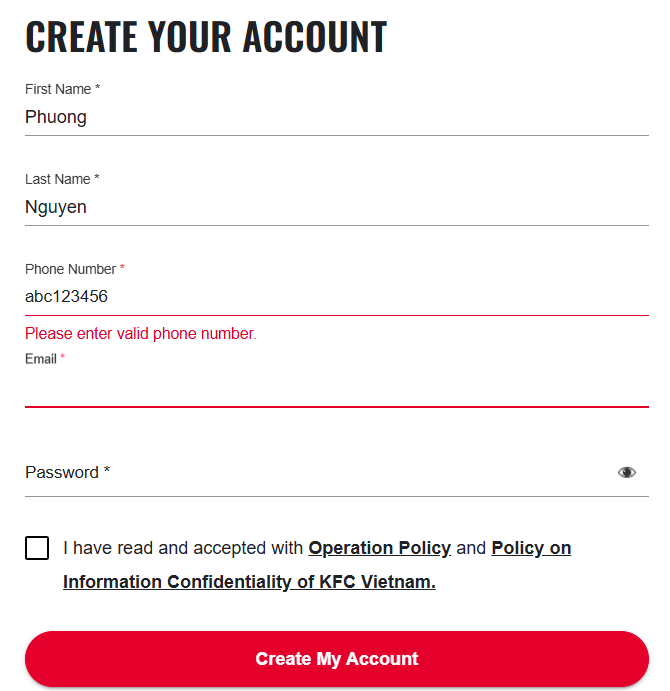 CREATE YOUR ACCOUNT
First Name *
Phuong
Last Name *
Nguyen
Phone Number *
abc123456
Please enter valid phone number.
Email *
Password *
I have read and accepted with Operation Policy and Policy on
Information Confidentiality of KFC Vietnam.
Create My Account